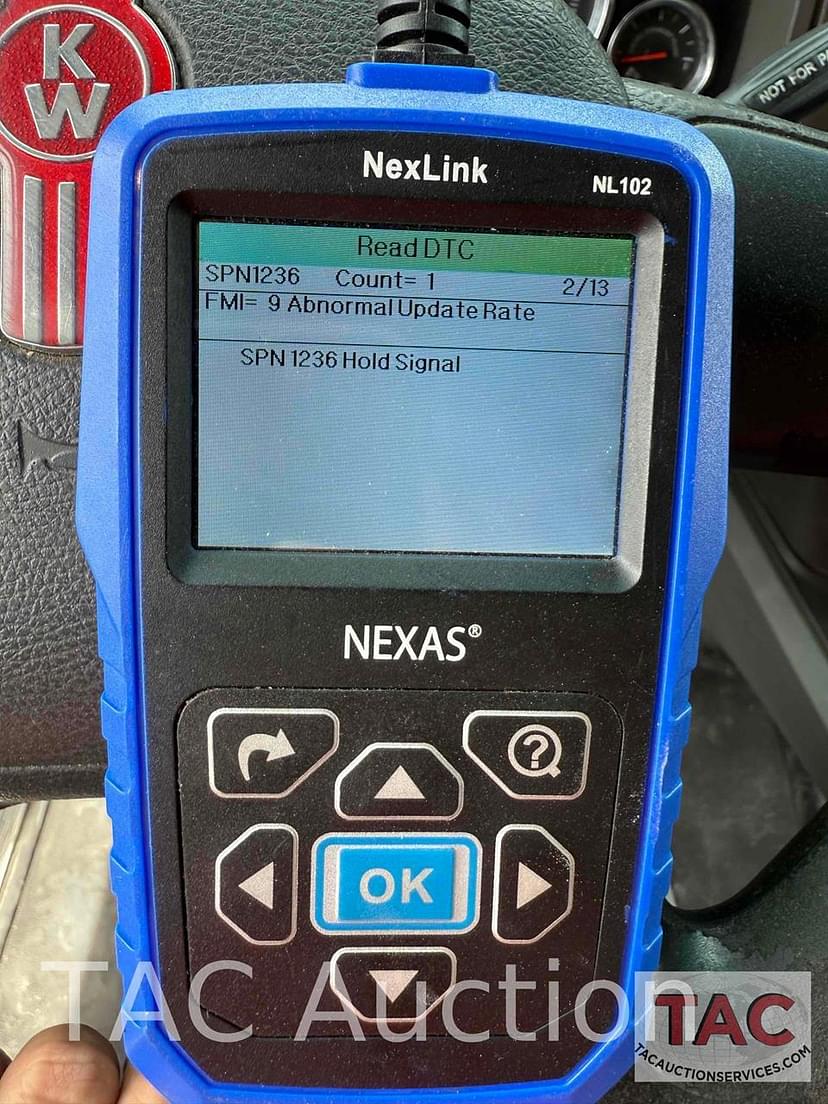 KW
NexLink
NL102
NOT FOR P
Read DTC
SPN1236 Count= 1 2/13
FMI= 9 Abnormal Update Rate
SPN 1236 Hold Signal
NEXAS®
?
OK
TAC Auction
TAC
TACAUCTIONSERVICES.COM